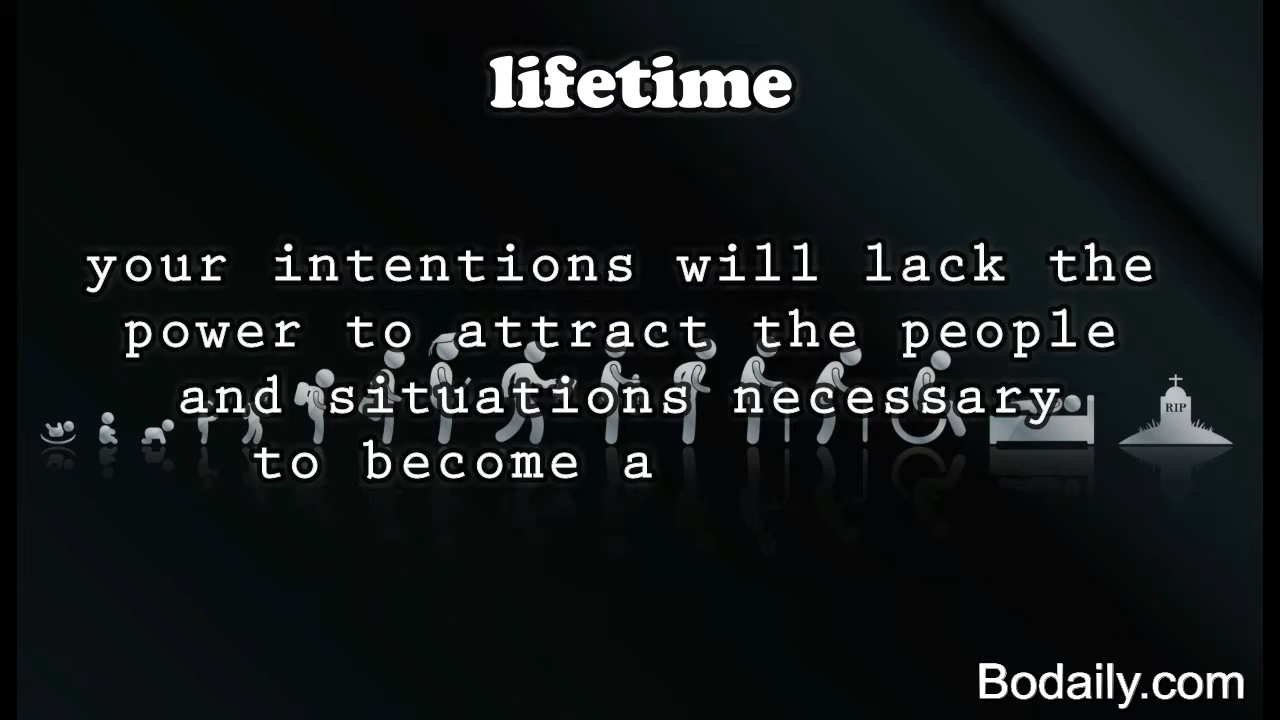 lifetime
your intentions will lack the
power to attract the people
and situations necessary
to become a
RIP
Bodaily.com